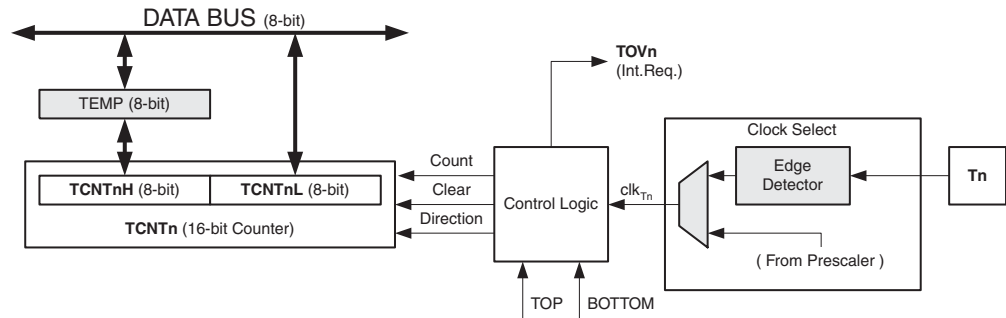 DATA BUS (8-bit)
TOVn
(Int.Req.)
TEMP (8-bit)
Clock Select
Count
Edge
Detector
Tn
TCNTnH (8-bit) TCNTnL (8-bit)
Clear
Control Logic
clkTn
TCNTn (16-bit Counter)
Direction
( From Prescaler )
TOP
BOTTOM